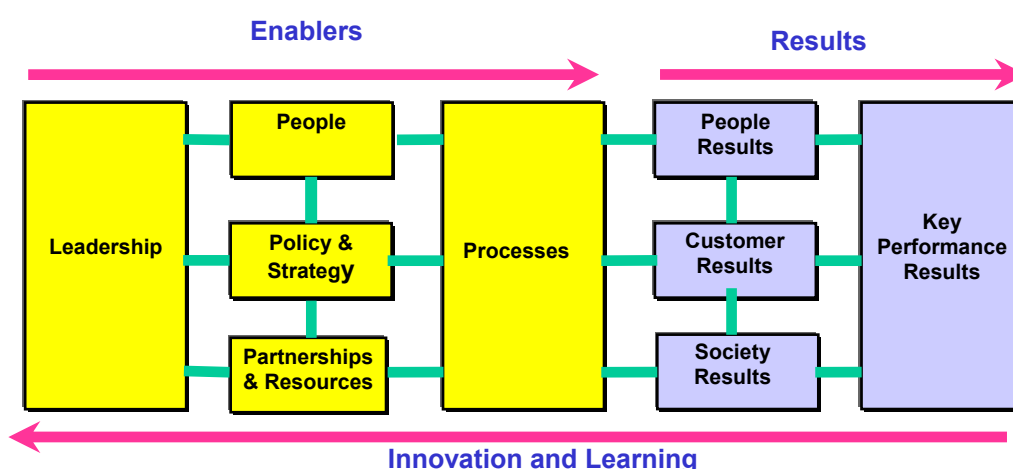 Enablers
Results
Leadership
People
Policy &
Strategy
Partnerships
& Resources
Processes
People
Results
Customer
Results
Society
Results
Key
Performance
Results
Innovation and Learning